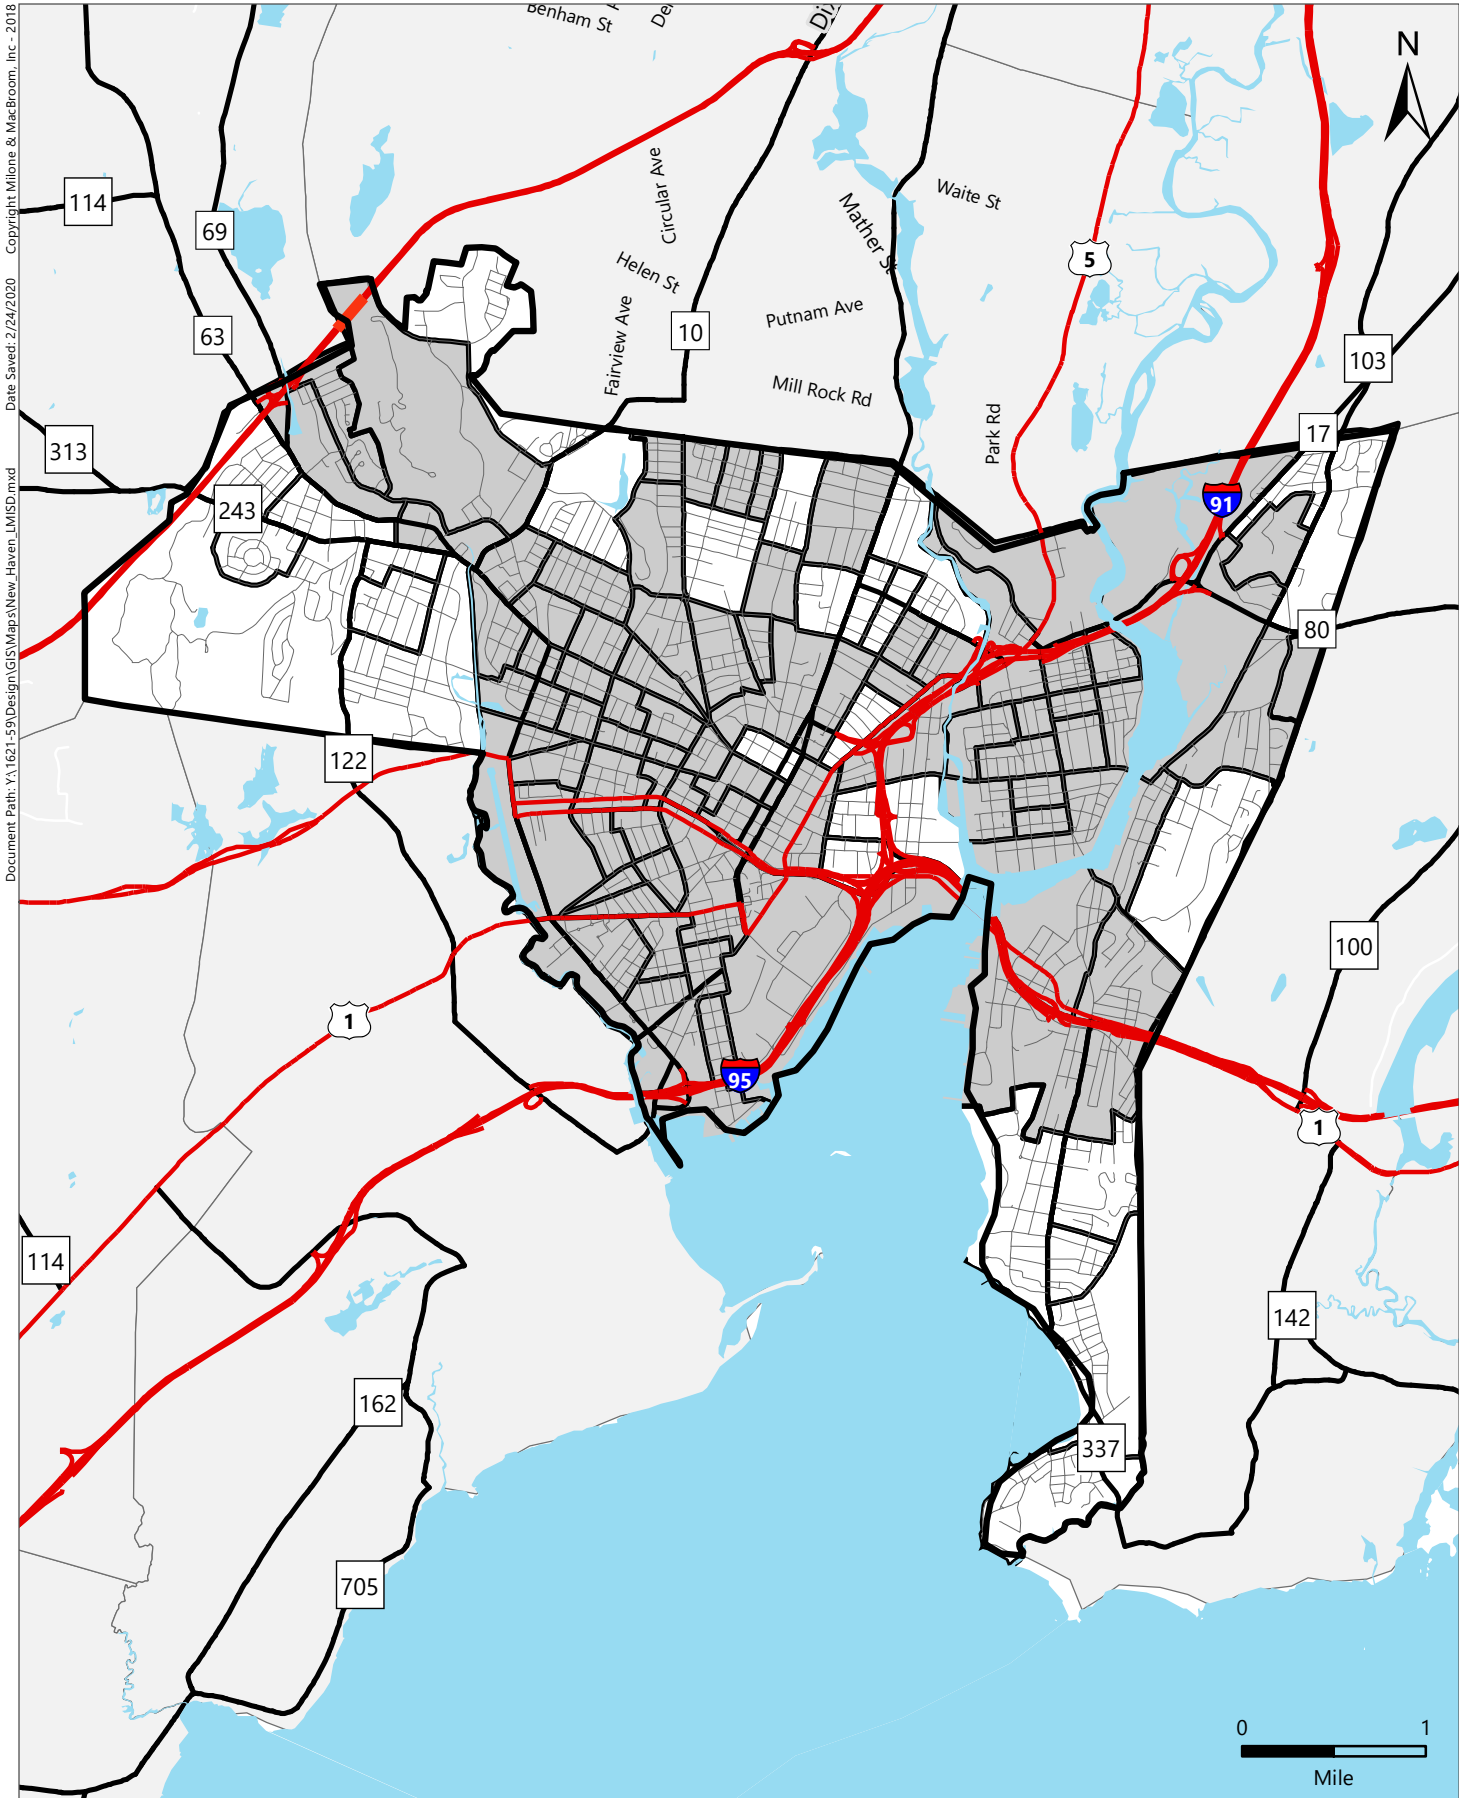 Benham St
N
Circular Ave
Waite St
114
Mather St
69
5
Helen St
Putnam Ave
10
63
Fairview Ave
103
Mill Rock Rd
Park Rd
17
313
91
243
80
122
100
1
95
1
114
142
162
337
705
0 1
Mile
Document Path: Y:\1621-59\Design\GIS\Maps\New_Haven_LMISD.mxd Date Saved: 2/24/2020 Copyright Milone & MacBroom, Inc - 2018